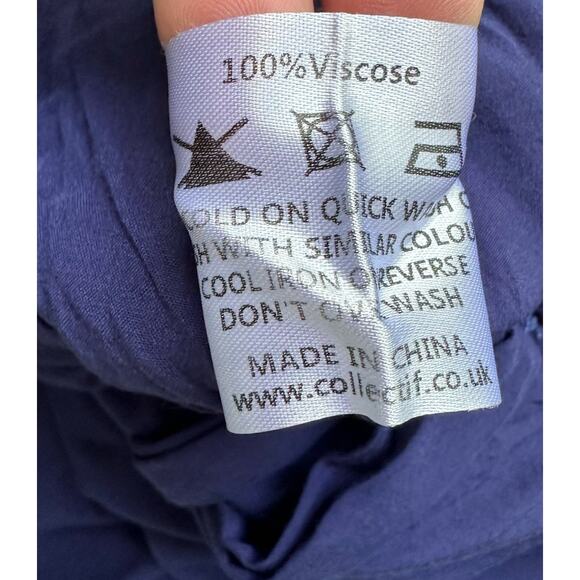 100%Viscose
COLD ON QUICK WASH
WITH SIMILAR
COOL IRON REVERSE
DON'T OVERWASH
MADE IN CHINA
www.collectif.co.uk